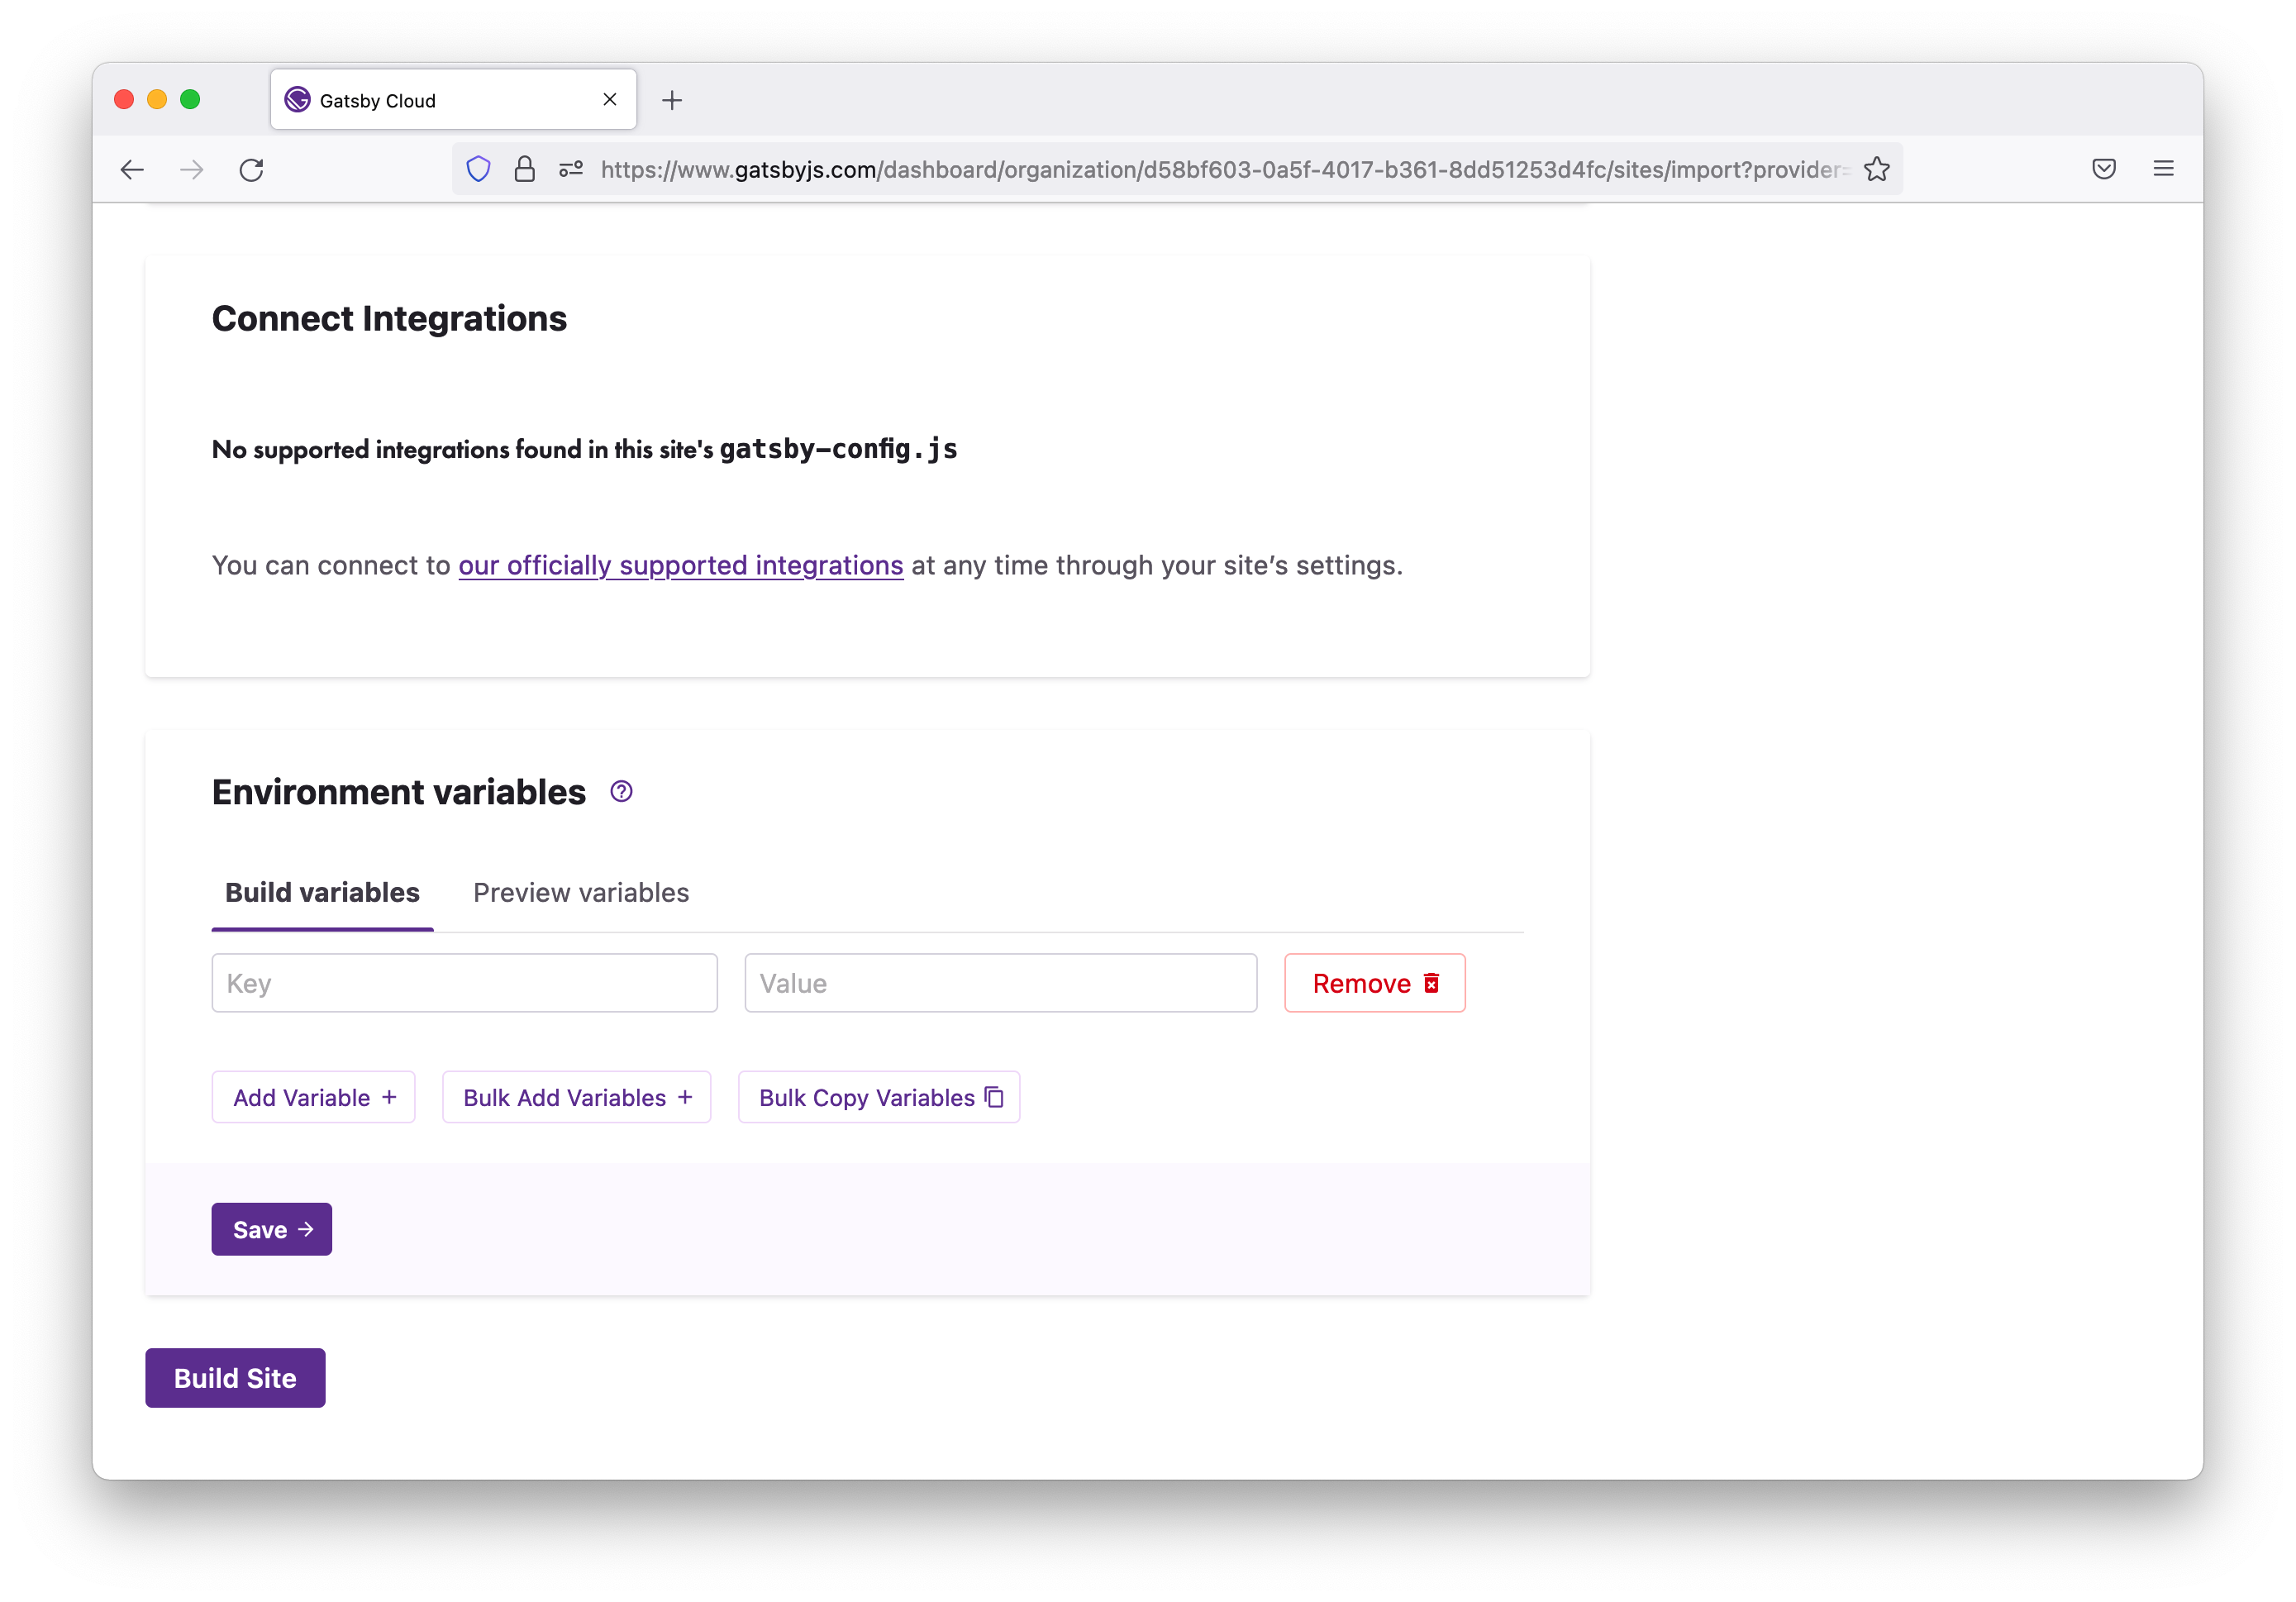 Gatsby Cloud
https://www.gatsbyjs.com/dashboard/organization/d58bf603-0a5f-4017-b361-8dd51253d4fc/sites/import?provider=
Connect Integrations
No supported integrations found in this site's gatsby-config.js
You can connect to our officially supported integrations at any time through your site’s settings.
Environment variables ?
Build variables Preview variables
Key Value Remove
Add Variable + Bulk Add Variables + Bulk Copy Variables
Save →
Build Site